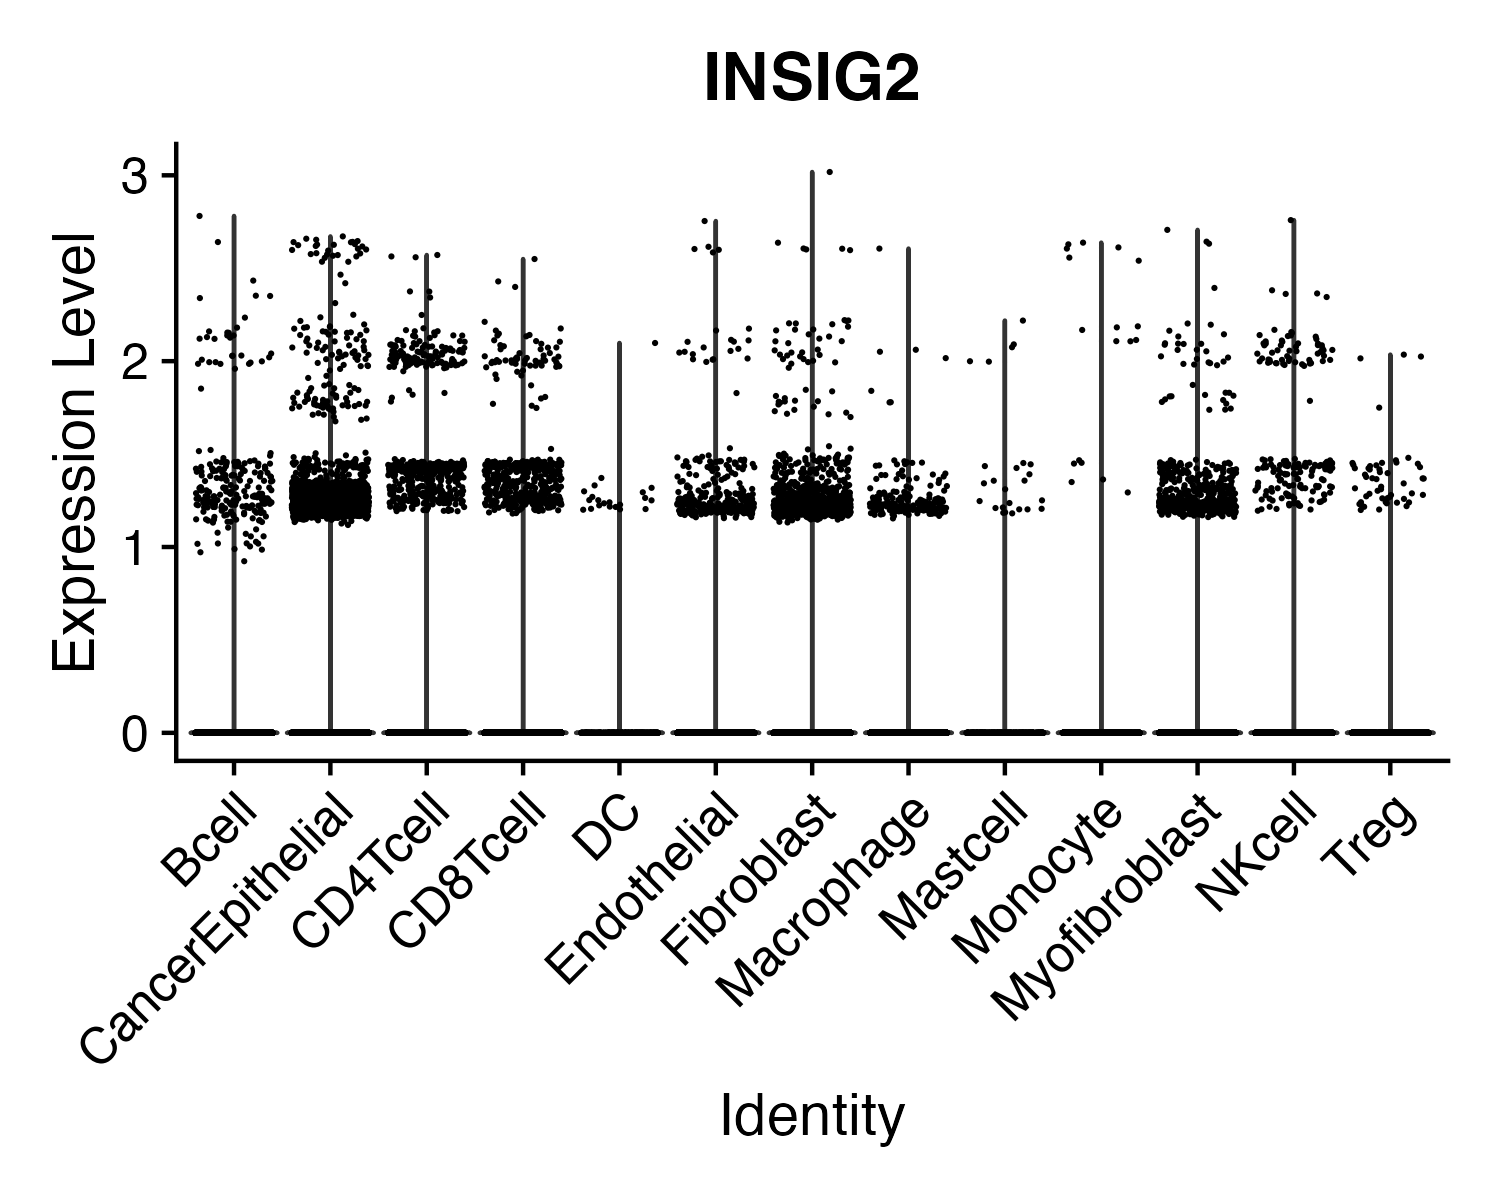 INSIG2
Expression Level
3
2
1
0
Bcell
CancerEpithelial
CD4Tcell
CD8Tcell
DC
Endothelial
Fibroblast
Macrophage
Mastcell
Monocyte
Myofibroblast
NKcell
Treg
Identity